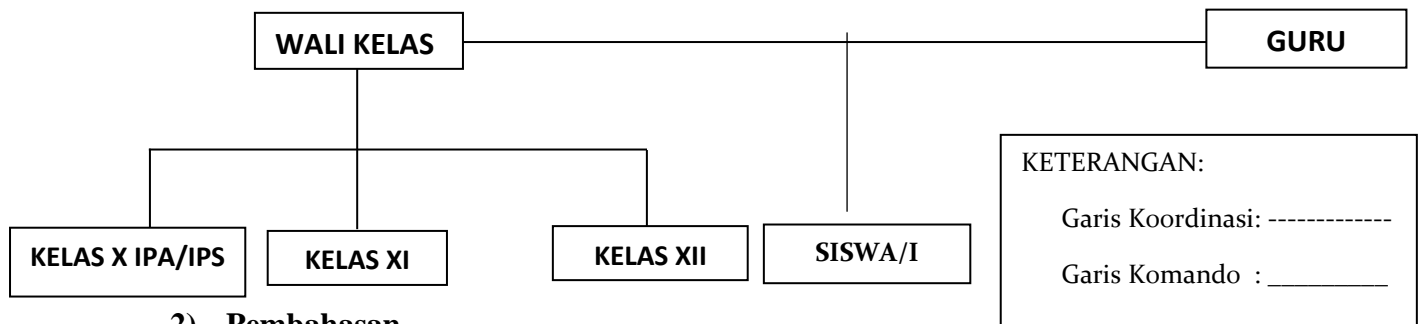 WALI KELAS
GURU
KETERANGAN:
Garis Koordinasi: -------------
Garis Komando : _________
KELAS X IPA/IPS
KELAS XI
KELAS XII
SISWA/I
2) Pembahasan